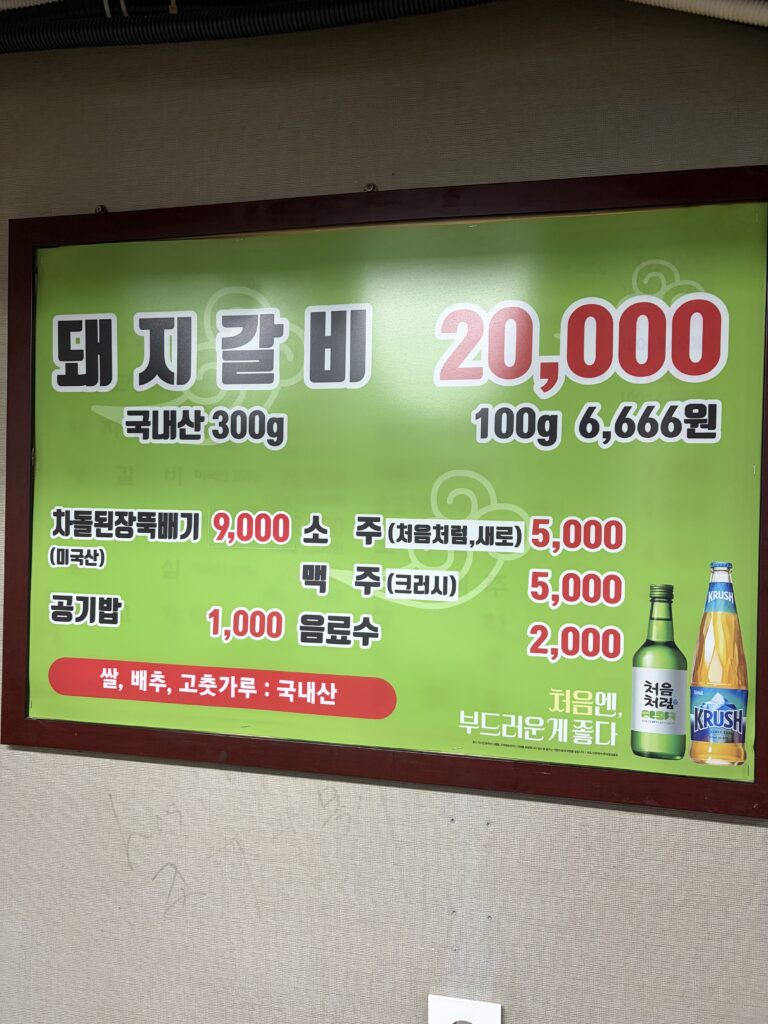 돼지갈비 20,000
국내산 300g 100g 6,666원
차돌된장뚝배기 9,000
(미국산)
공기밥 1,000
소 주 (처음처럼,새로) 5,000
맥 주 (크러시) 5,000
음료수 2,000
쌀, 배추, 고춧가루 : 국내산
처음엔,
부드러운게 좋다
처음
처럼
KRUSH
KRUSH